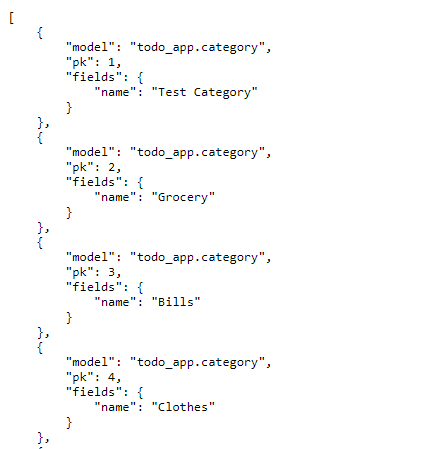 [
    {
        "model": "todo_app.category",
        "pk": 1,
        "fields": {
            "name": "Test Category"
        }
    },
    {
        "model": "todo_app.category",
        "pk": 2,
        "fields": {
            "name": "Grocery"
        }
    },
    {
        "model": "todo_app.category",
        "pk": 3,
        "fields": {
            "name": "Bills"
        }
    },
    {
        "model": "todo_app.category",
        "pk": 4,
        "fields": {
            "name": "Clothes"
        }
    },